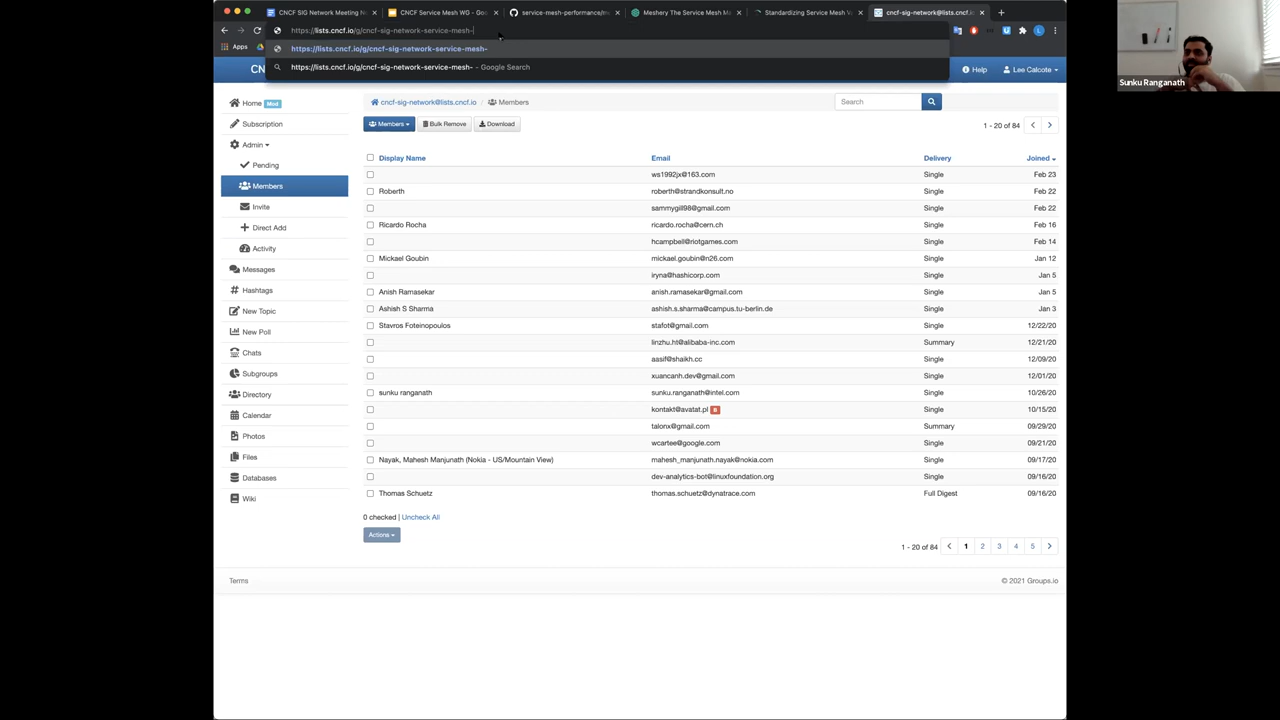 CNCF SIG Network Meeting N
CNCF Service Mesh WG - Goo
service-mesh-performance/m
Meshery The Service Mesh M
Standardizing Service Mesh V
cncf-sig-network@lists.cncf.io
https://lists.cncf.io/g/cncf-sig-network-service-mesh-
Apps
https://lists.cncf.io/g/cncf-sig-network-service-mesh-
https://lists.cncf.io/g/cncf-sig-network-service-mesh- - Google Search
CN
Help
Lee Calcote
Sunku Ranganath
Home Mod
Subscription
Admin
Pending
Members
Invite
Direct Add
Activity
Messages
Hashtags
New Topic
New Poll
Chats
Subgroups
Directory
Calendar
Photos
Files
Databases
Wiki
cncf-sig-network@lists.cncf.io / Members
Search
Members
Bulk Remove
Download
1 - 20 of 84
Display Name Email Delivery Joined
ws1992jx@163.com Single Feb 23
Roberth roberth@strandkonsult.no Single Feb 22
sammygill98@gmail.com Single Feb 22
Ricardo Rocha ricardo.rocha@cern.ch Single Feb 16
hcampbell@riotgames.com Single Feb 14
Mickael Goubin mickael.goubin@n26.com Single Jan 12
iryna@hashicorp.com Single Jan 5
Anish Ramasekar anish.ramasekar@gmail.com Single Jan 5
Ashish S Sharma ashish.s.sharma@campus.tu-berlin.de Single Jan 3
Stavros Foteinopoulos stafot@gmail.com Single 12/22/20
linzhu.ht@alibaba-inc.com Summary 12/21/20
aasif@shaikh.cc Single 12/09/20
xuancanh.dev@gmail.com Single 12/01/20
sunku ranganath sunku.ranganath@intel.com Single 10/26/20
kontakt@avatat.pl B Single 10/15/20
talonx@gmail.com Summary 09/29/20
wcartee@google.com Single 09/21/20
Nayak, Mahesh Manjunath (Nokia - US/Mountain View) mahesh_manjunath.nayak@nokia.com Single 09/17/20
dev-analytics-bot@linuxfoundation.org Single 09/16/20
Thomas Schuetz thomas.schuetz@dynatrace.com Full Digest 09/16/20
0 checked | Uncheck All
Actions
1 - 20 of 84 1 2 3 4 5
Terms
© 2021 Groups.io